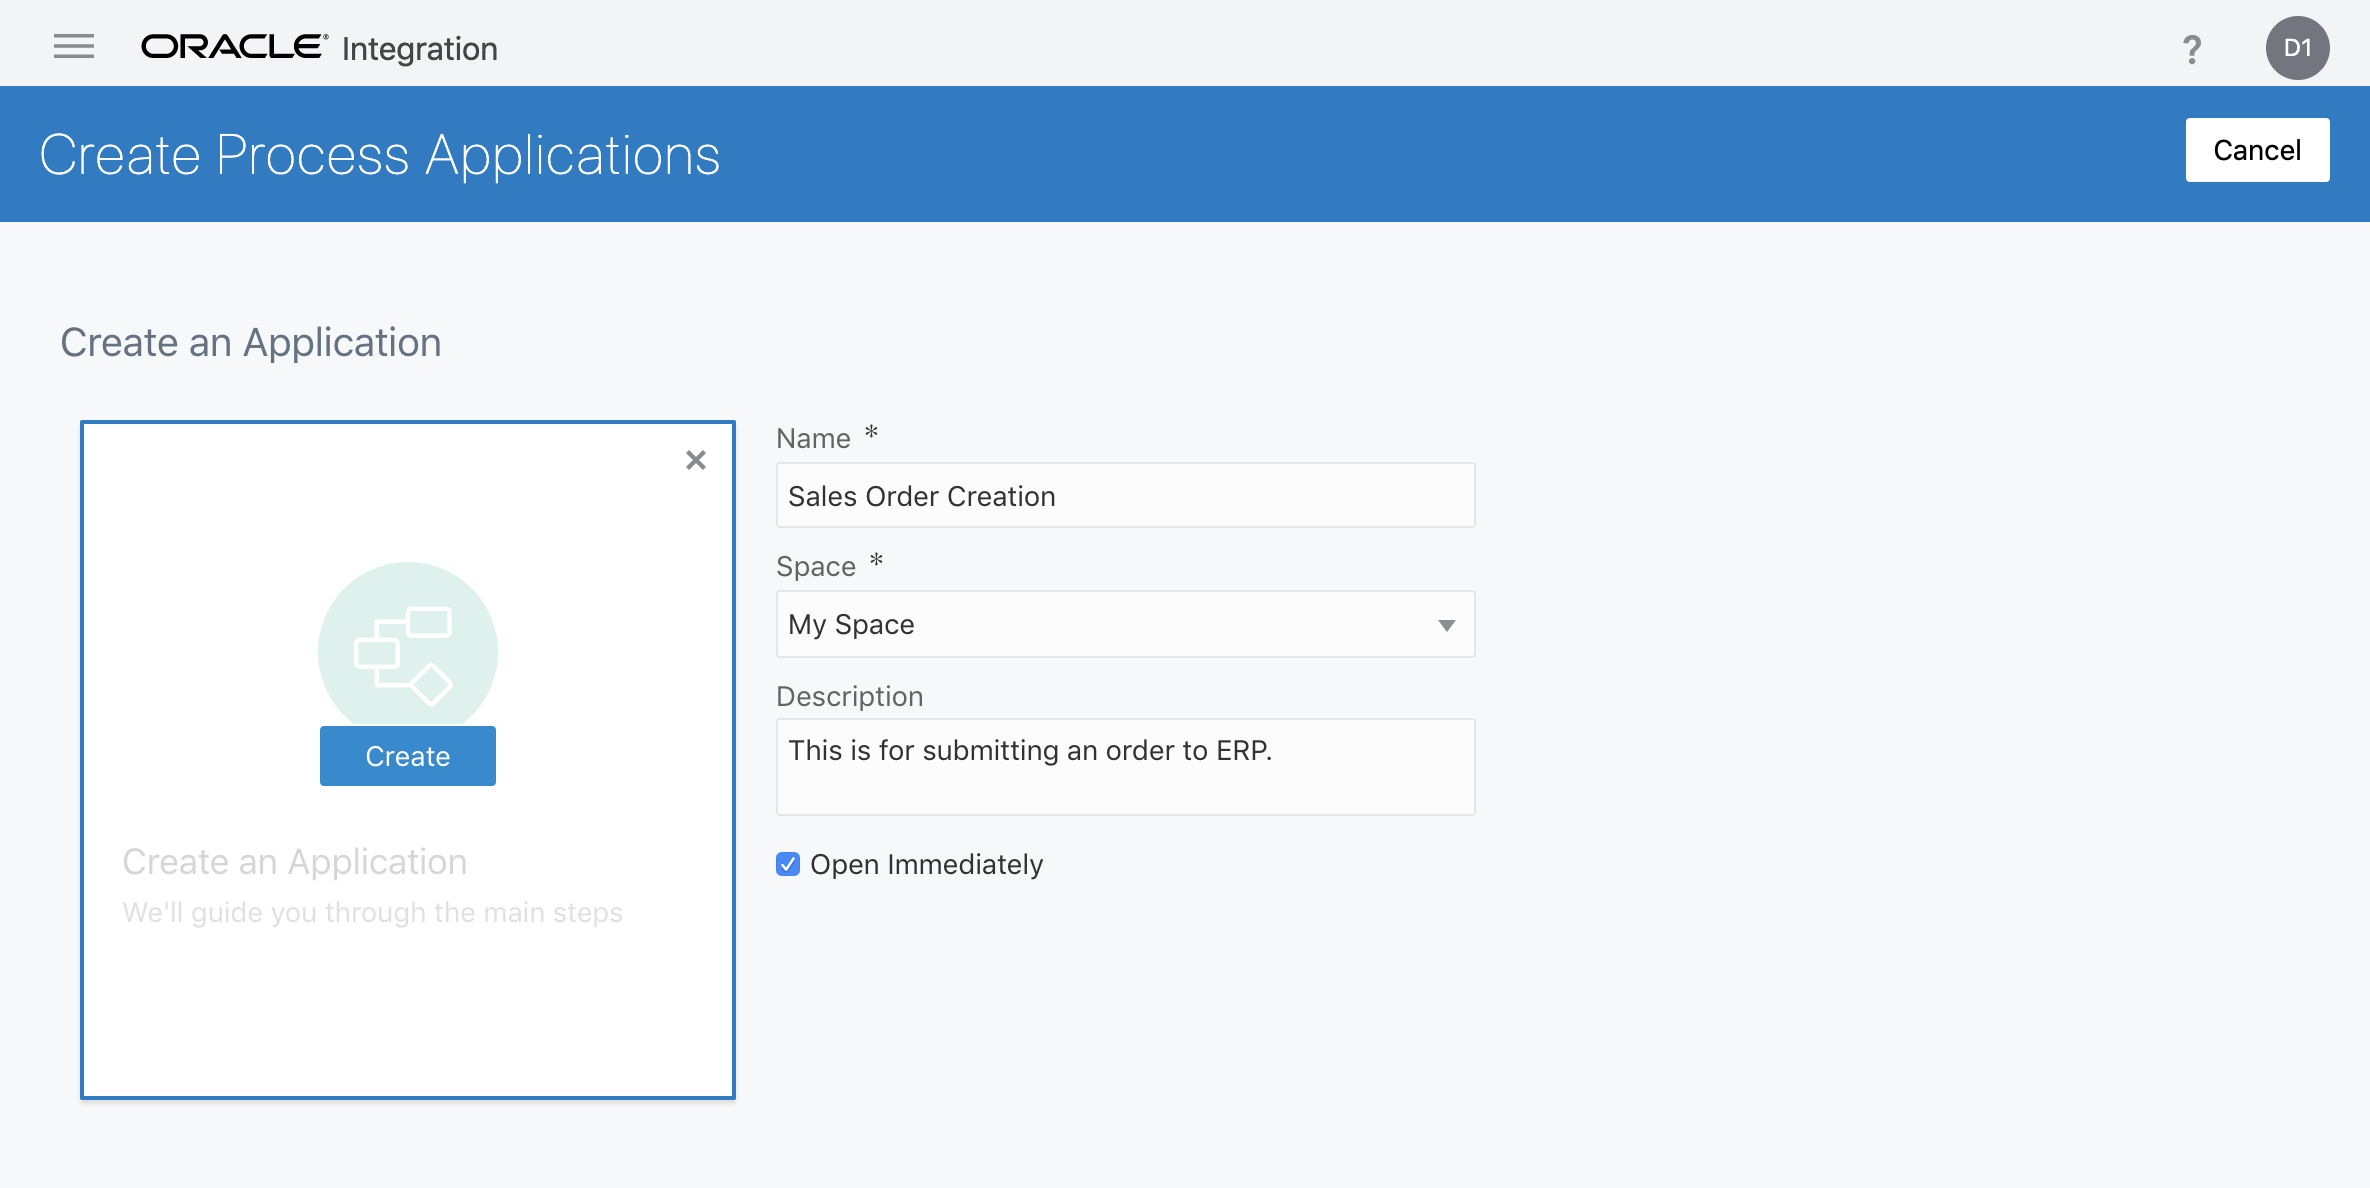 ORACLE® Integration
?
D1
Create Process Applications
Cancel
Create an Application
Name *
Sales Order Creation
Space *
My Space
Description
This is for submitting an order to ERP.
Open Immediately
Create
Create an Application
We'll guide you through the main steps